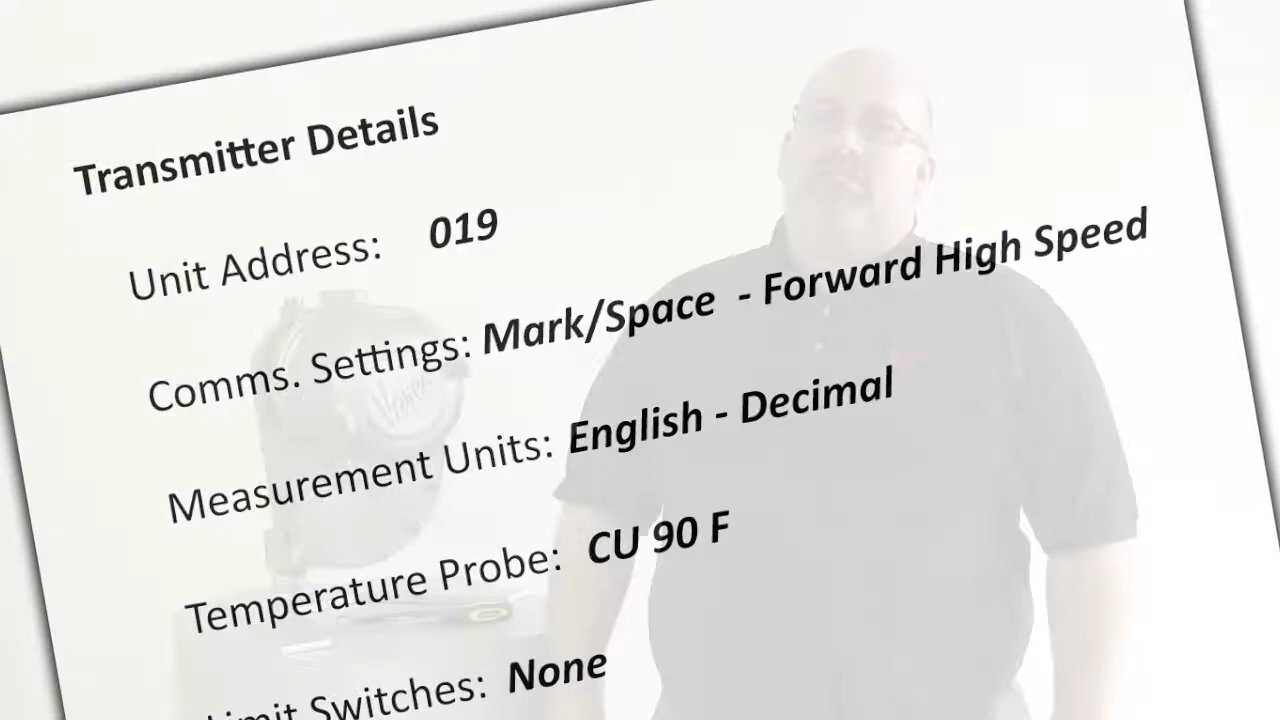 Transmitter Details
Unit Address: 019
Comms. Settings: Mark/Space - Forward High Speed
Measurement Units: English - Decimal
Temperature Probe: CU 90 F
Limit Switches: None